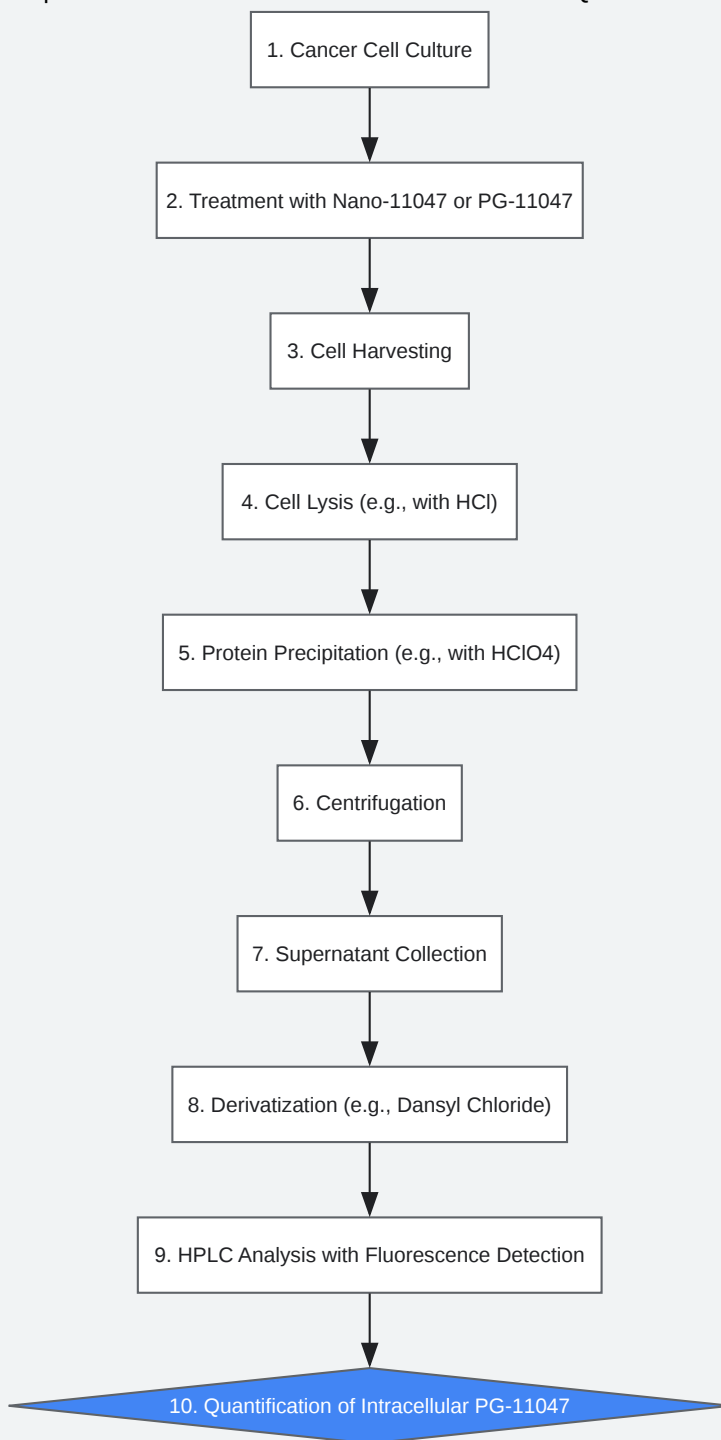 1. Cancer Cell Culture
2. Treatment with Nano-11047 or PG-11047
3. Cell Harvesting
4. Cell Lysis (e.g., with HCl)
5. Protein Precipitation (e.g., with HClO4)
6. Centrifugation
7. Supernatant Collection
8. Derivatization (e.g., Dansyl Chloride)
9. HPLC Analysis with Fluorescence Detection
10. Quantification of Intracellular PG-11047